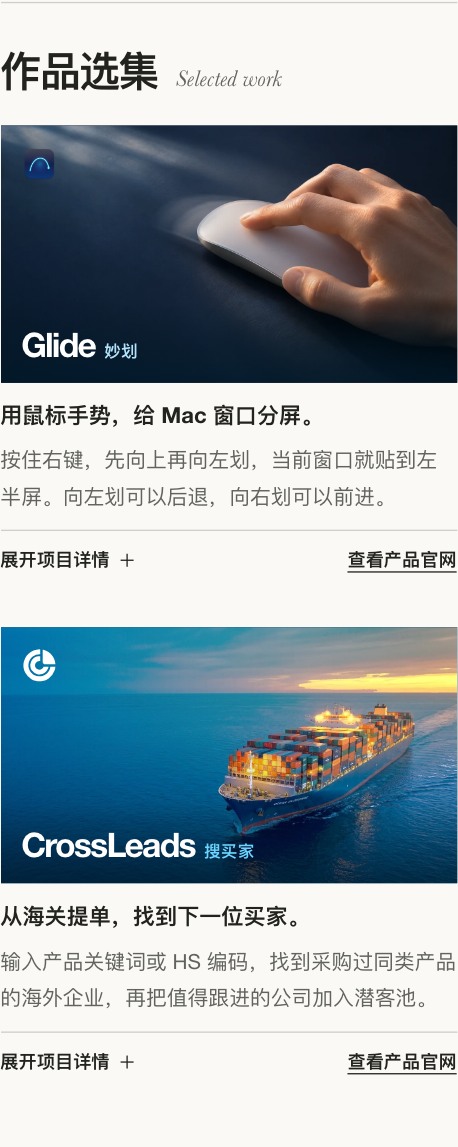 作品选集 Selected work
Glide 妙划
用鼠标手势，给 Mac 窗口分屏。
按住右键，先向上再向左划，当前窗口就贴到左
半屏。向左划可以后退，向右划可以前进。
展开项目详情 + 查看产品官网
CrossLeads 搜买家
从海关提单，找到下一位买家。
输入产品关键词或 HS 编码，找到采购过同类产品
的海外企业，再把值得跟进的公司加入潜客池。
展开项目详情 + 查看产品官网